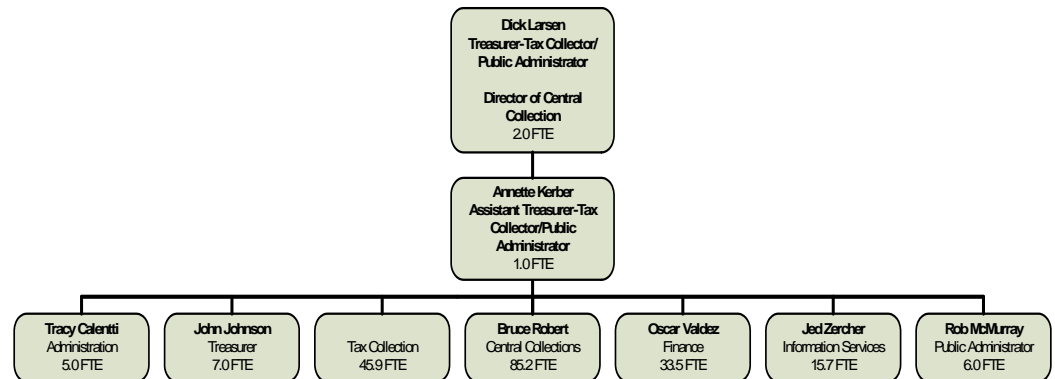 Dick Larsen
Treasurer-Tax Collector/
Public Administrator
Director of Central
Collection
2.0 FTE
Annette Kerber
Assistant Treasurer-Tax
Collector/Public
Administrator
1.0 FTE
Tracy Calentti
Administration
5.0 FTE
John Johnson
Treasurer
7.0 FTE
Tax Collection
45.9 FTE
Bruce Robert
Central Collections
85.2 FTE
Oscar Valdez
Finance
33.5 FTE
Jed Zercher
Information Services
15.7 FTE
Rob McMurray
Public Administrator
6.0 FTE